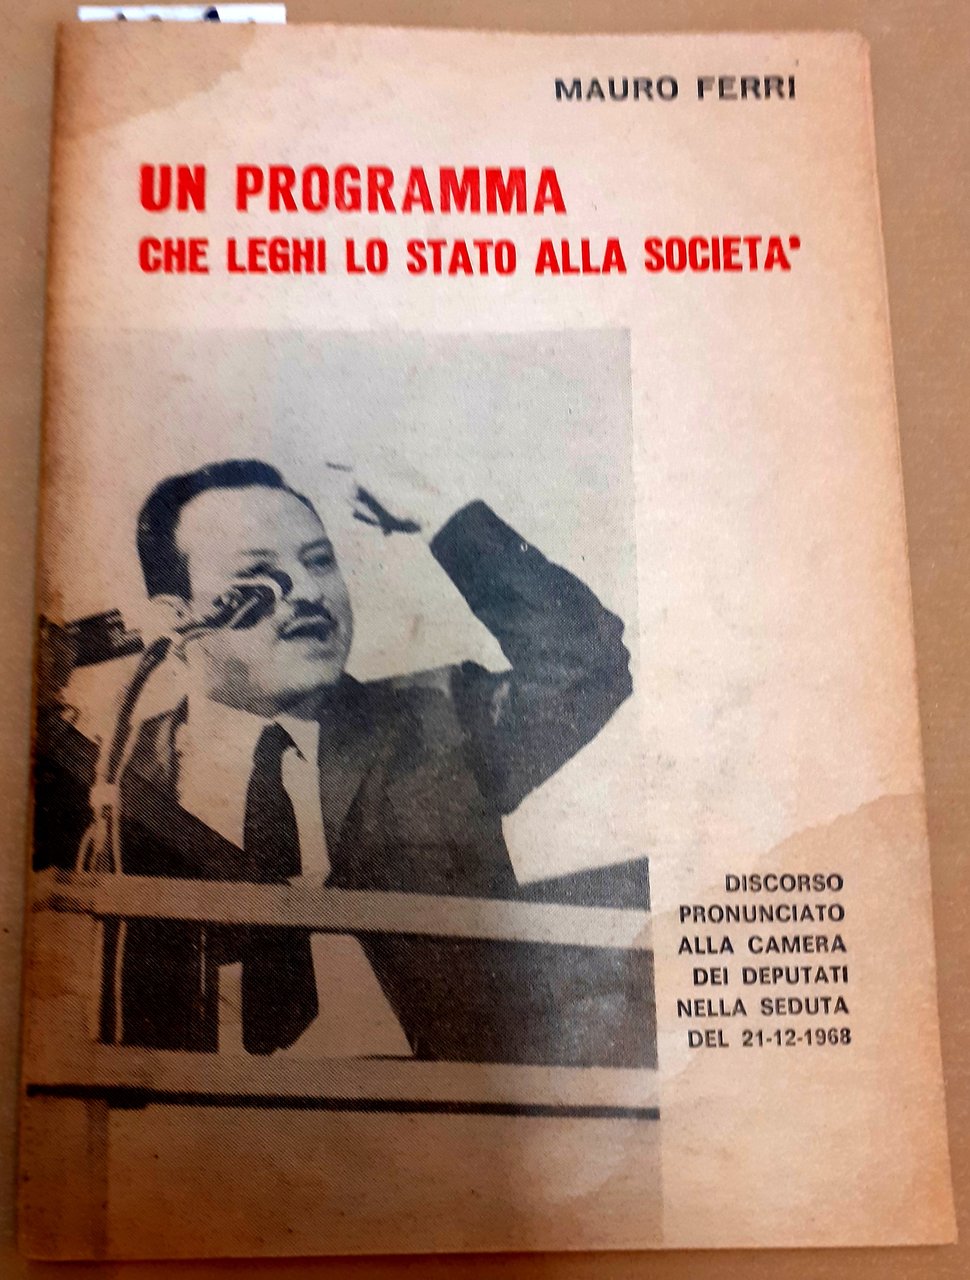 MAURO FERRI
UN PROGRAMMA
CHE LEGHI LO STATO ALLA SOCIETA'
DISCORSO
PRONUNCIATO
ALLA CAMERA
DEI DEPUTATI
NELLA SEDUTA
DEL 21-12-1968